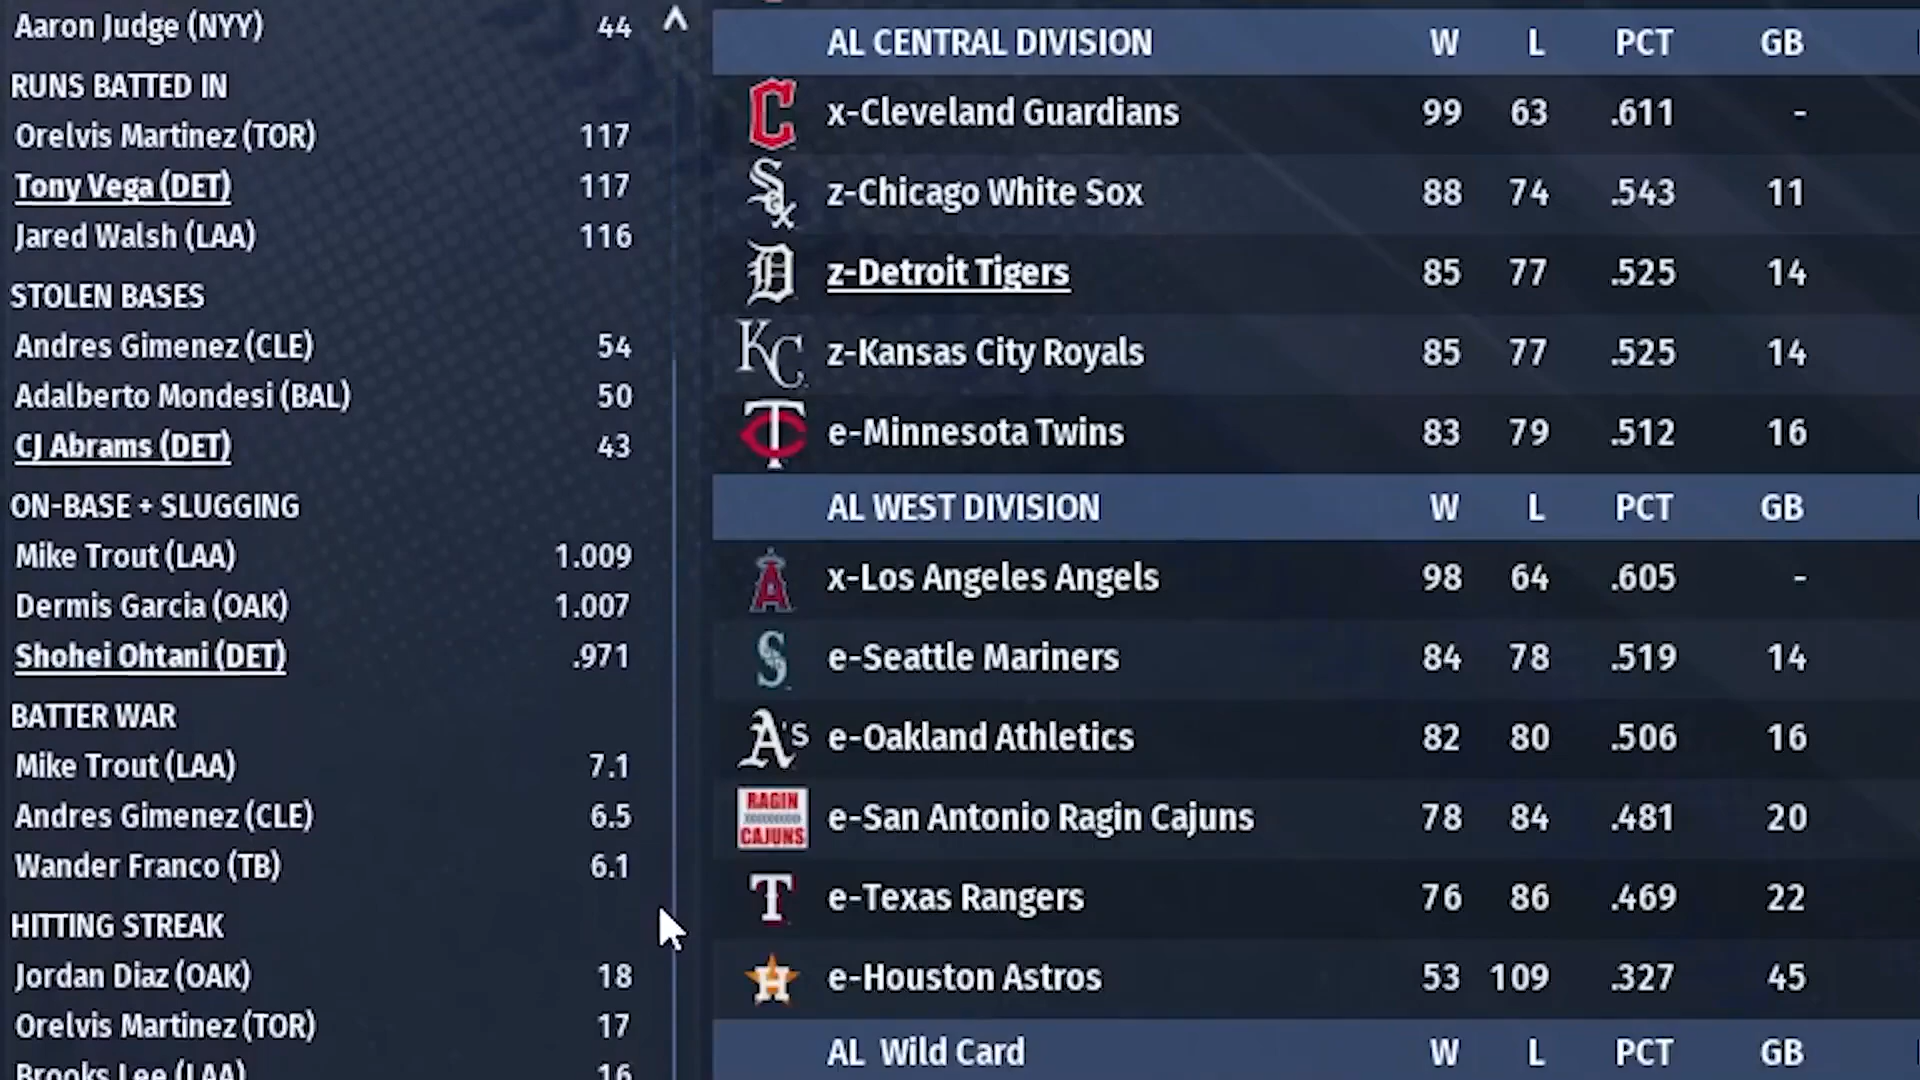 Aaron Judge (NYY) 44
RUNS BATTED IN
Orelvis Martinez (TOR) 117
Tony Vega (DET) 117
Jared Walsh (LAA) 116
STOLEN BASES
Andres Gimenez (CLE) 54
Adalberto Mondesi (BAL) 50
CJ Abrams (DET) 43
ON-BASE + SLUGGING
Mike Trout (LAA) 1.009
Dermis Garcia (OAK) 1.007
Shohei Ohtani (DET) .971
BATTER WAR
Mike Trout (LAA) 7.1
Andres Gimenez (CLE) 6.5
Wander Franco (TB) 6.1
HITTING STREAK
Jordan Diaz (OAK) 18
Orelvis Martinez (TOR) 17
Brooks Lee (LAA) 16
AL CENTRAL DIVISION W L PCT GB
x-Cleveland Guardians 99 63 .611 -
z-Chicago White Sox 88 74 .543 11
z-Detroit Tigers 85 77 .525 14
z-Kansas City Royals 85 77 .525 14
e-Minnesota Twins 83 79 .512 16
AL WEST DIVISION W L PCT GB
x-Los Angeles Angels 98 64 .605 -
e-Seattle Mariners 84 78 .519 14
e-Oakland Athletics 82 80 .506 16
RAGIN
CAJUNS
e-San Antonio Ragin Cajuns 78 84 .481 20
e-Texas Rangers 76 86 .469 22
e-Houston Astros 53 109 .327 45
AL Wild Card W L PCT GB